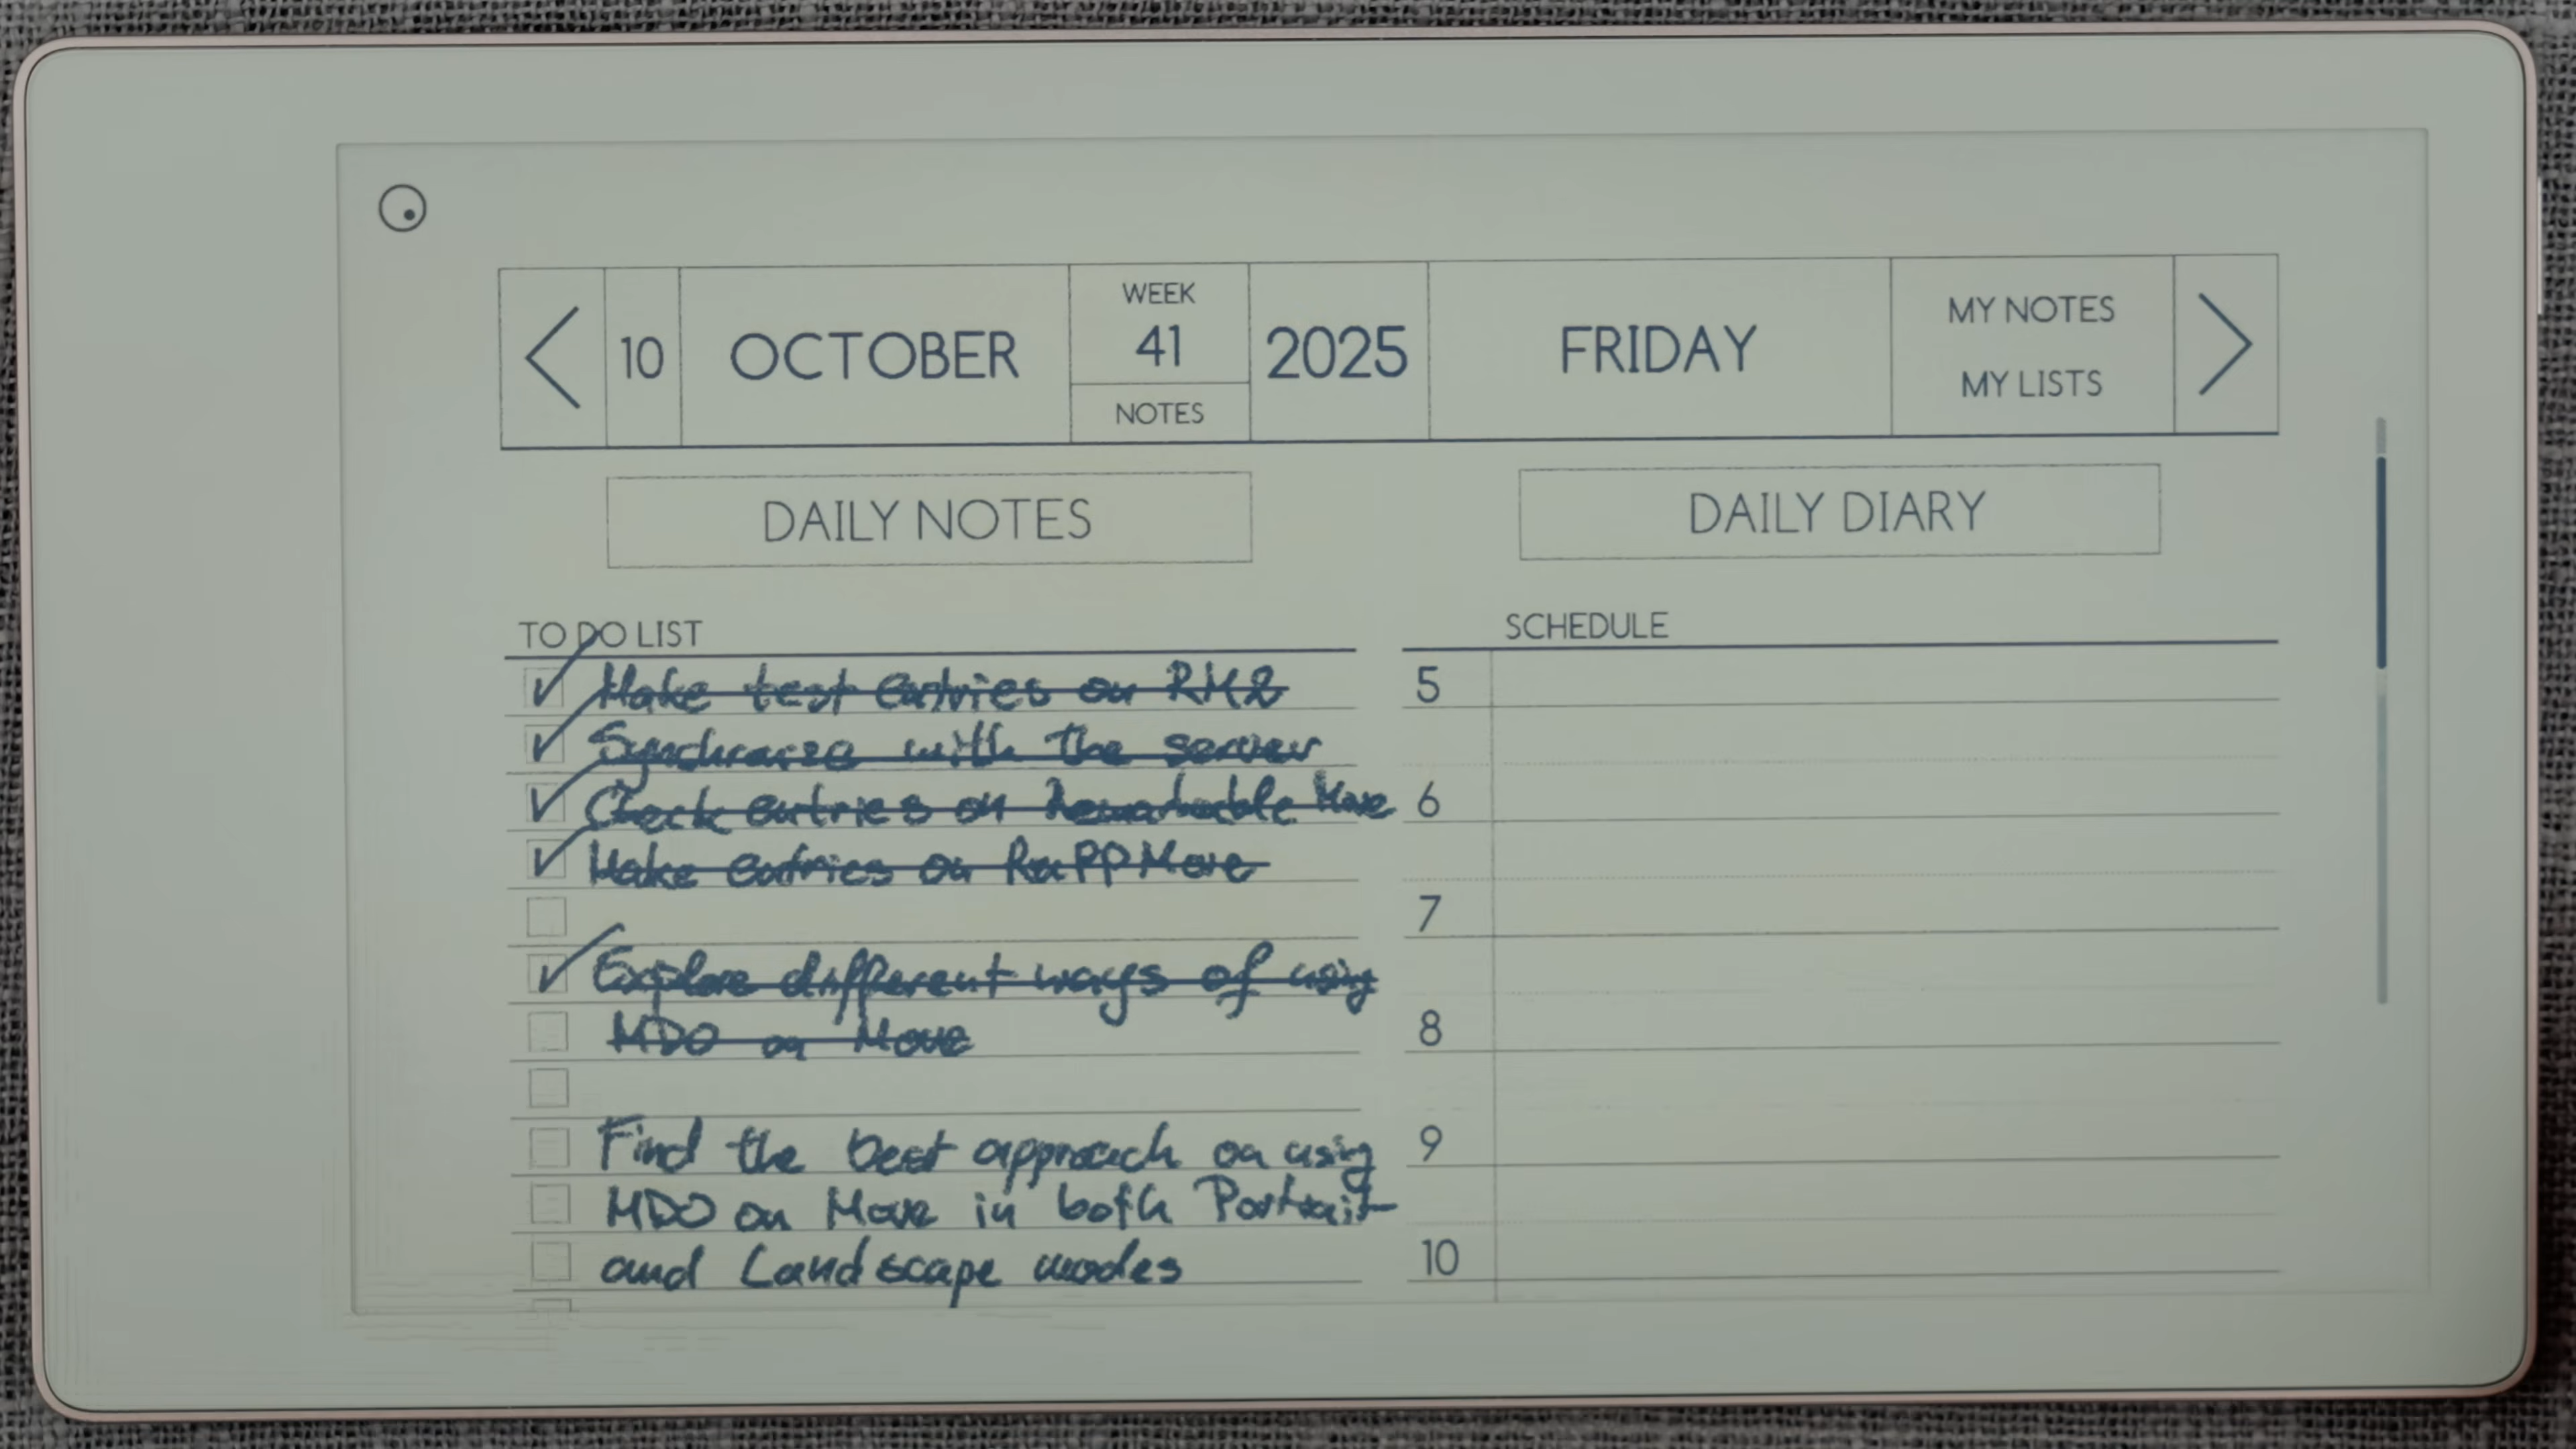 10 OCTOBER WEEK 41 NOTES 2025 FRIDAY MY NOTES MY LISTS
DAILY NOTES
DAILY DIARY
TO DO LIST
Make test entries on RM2
Synchronize with the server
Check entries on Remarkable Move
Make entries on RmPPMove
Explore different ways of using
MDO on Move
Find the best approach on using
MDO on Move in both Portrait
and Landscape modes
SCHEDULE
5
6
7
8
9
10